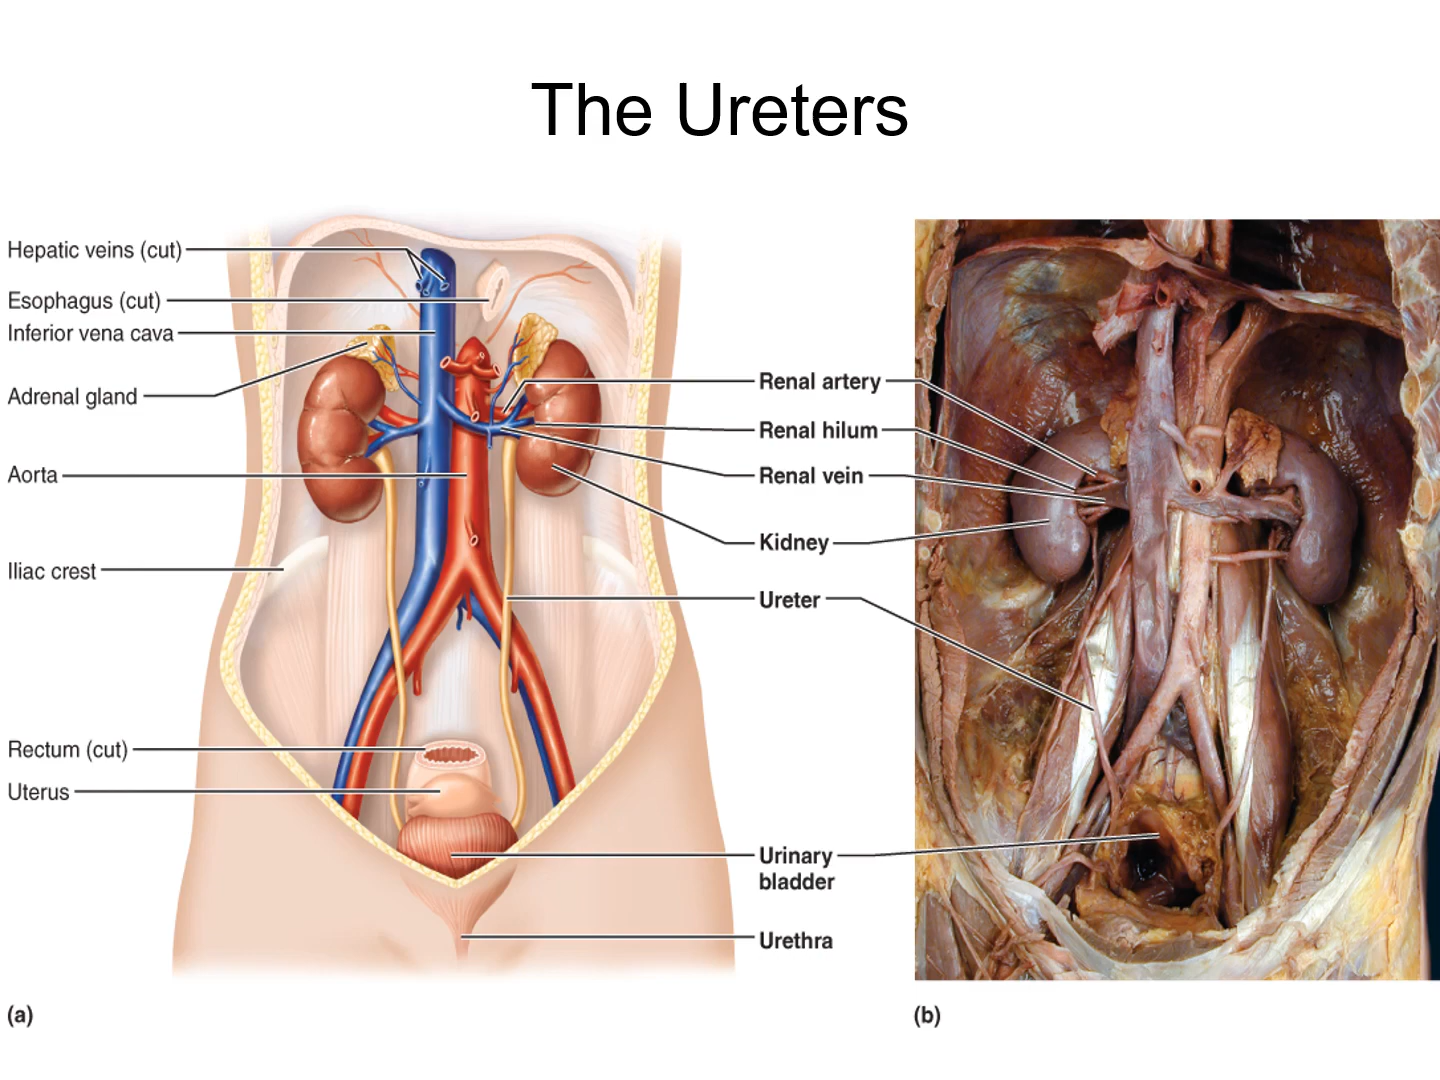 The Ureters
Hepatic veins (cut)
Esophagus (cut)
Inferior vena cava
Adrenal gland
Aorta
Iliac crest
Rectum (cut)
Uterus
Renal artery
Renal hilum
Renal vein
Kidney
Ureter
Urinary
bladder
Urethra
(a)
(b)